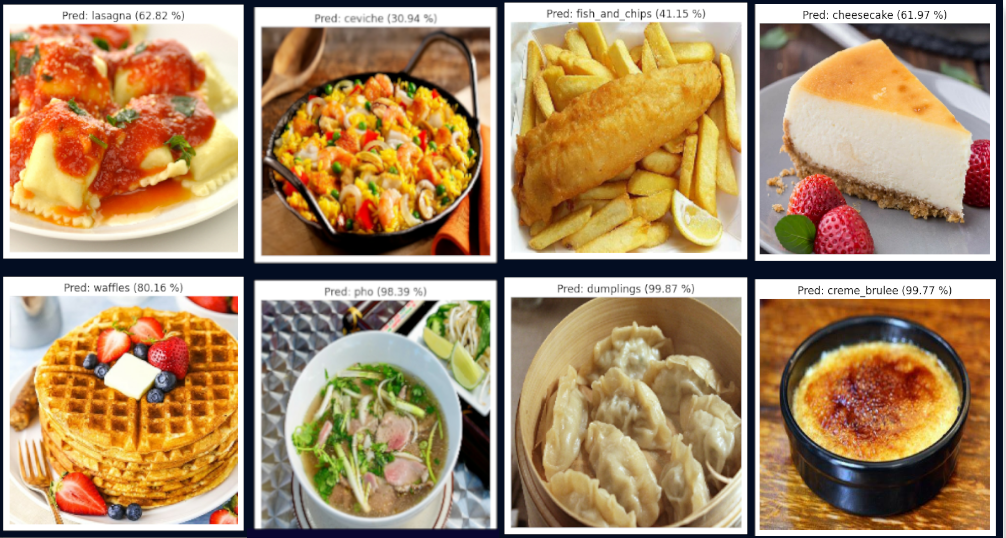 Pred: lasagna (62.82 %)
Pred: ceviche (30.94 %)
Pred: fish_and_chips (41.15 %)
Pred: cheesecake (61.97 %)
Pred: waffles (80.16 %)
Pred: pho (98.39 %)
Pred: dumplings (99.87 %)
Pred: creme_brulee (99.77 %)